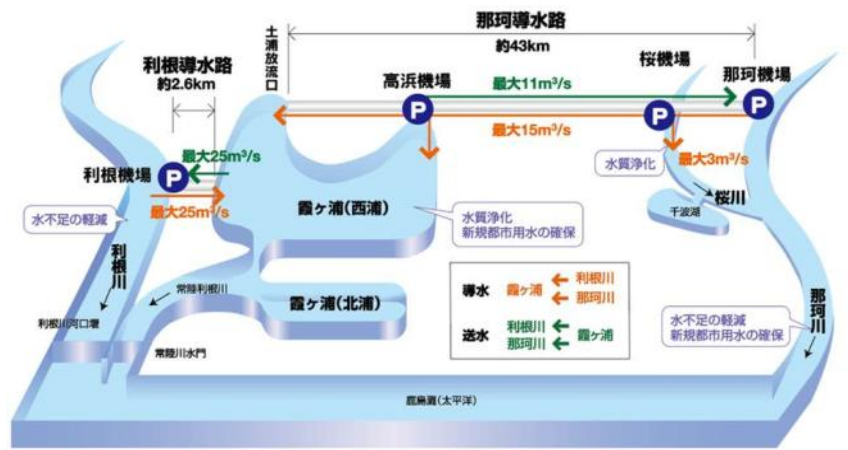 那珂導水路
約43km
土浦放流口
利根導水路
約2.6km
高浜機場
桜機場
那珂機場
P
最大11m³/s
P
P
最大15m³/s
最大25m³/s
水質浄化
最大3m³/s
利根機場
P
最大25m³/s
桜川
千波湖
霞ヶ浦(西浦)
水質浄化
新規都市用水の確保
水不足の軽減
利根川
導水 霞ヶ浦 ← 利根川
← 那珂川
送水 利根川 ← 霞ヶ浦
那珂川 ←
常陸利根川
霞ヶ浦(北浦)
那珂川
水不足の軽減
新規都市用水の確保
利根川河口堰
常陸川水門
鹿島灘(太平洋)